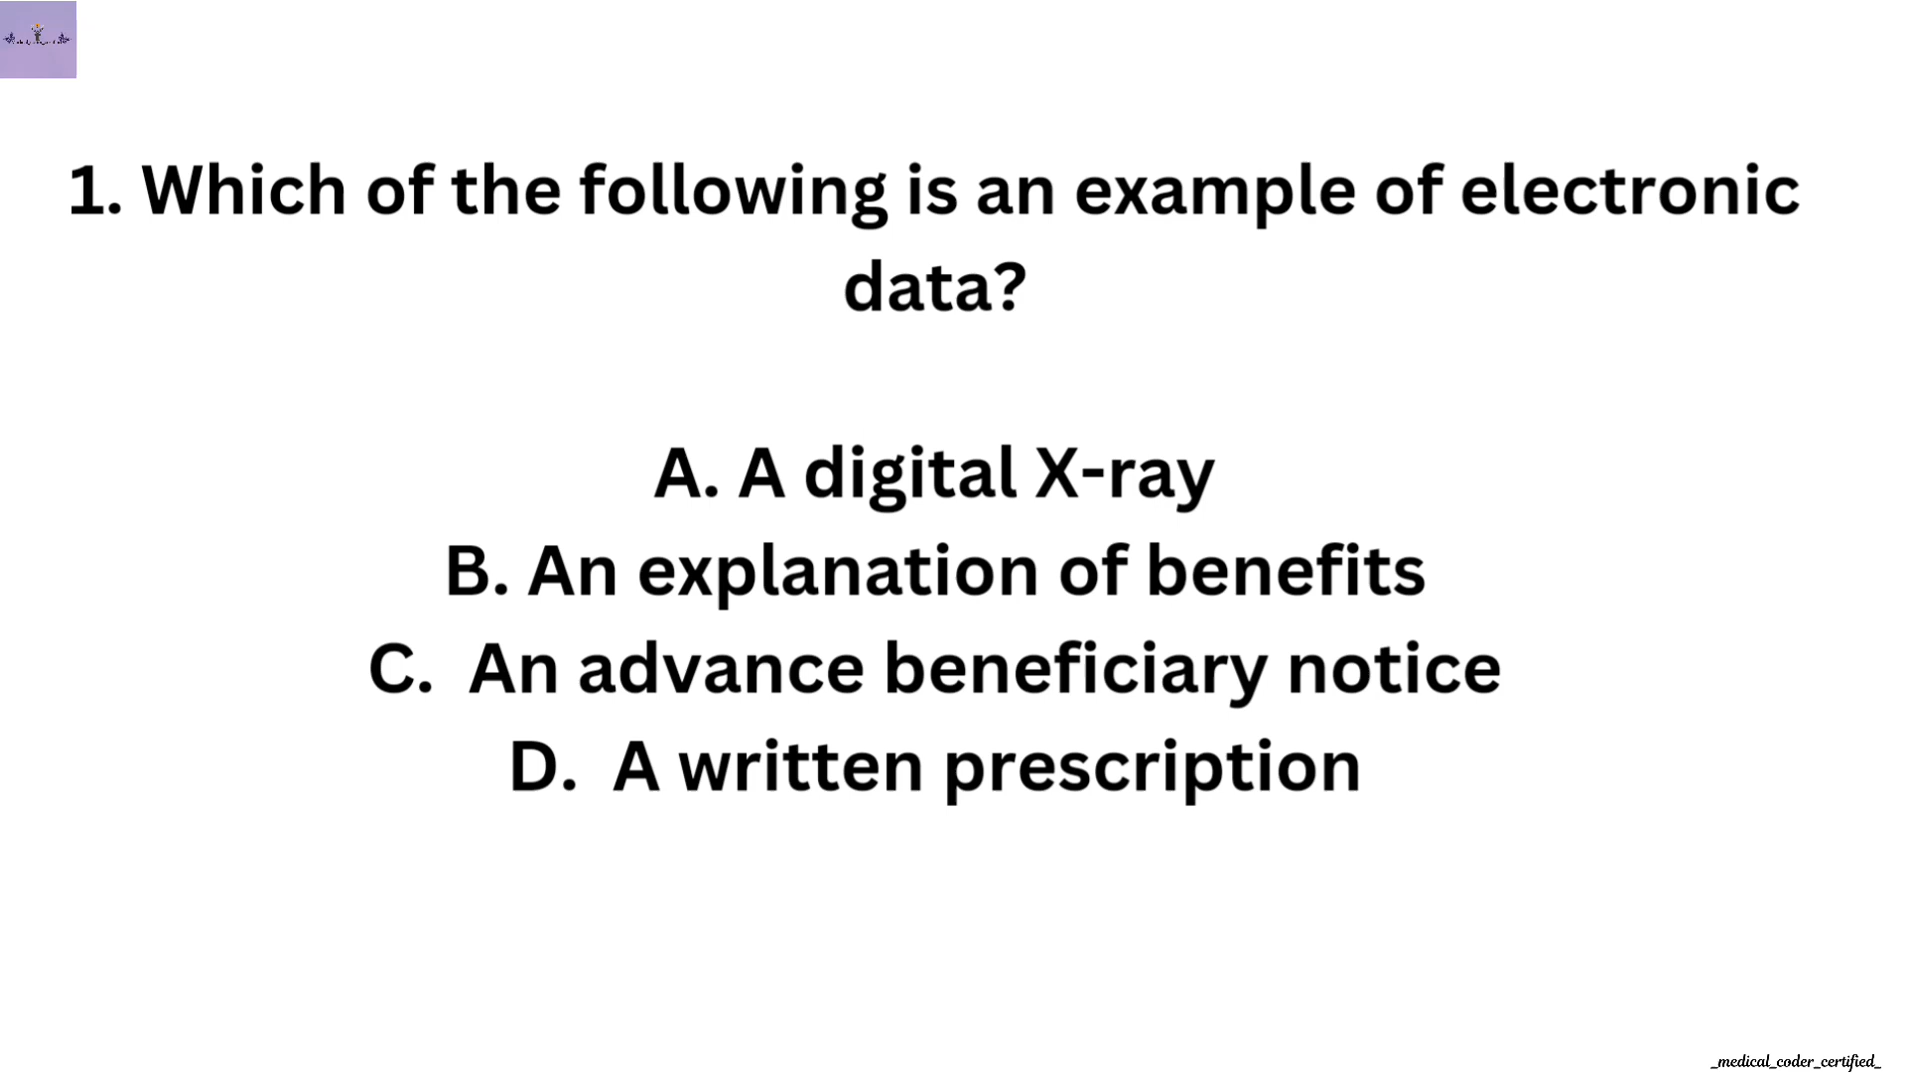 1. Which of the following is an example of electronic
data?
A. A digital X-ray
B. An explanation of benefits
C. An advance beneficiary notice
D. A written prescription
_medical_coder_certified_